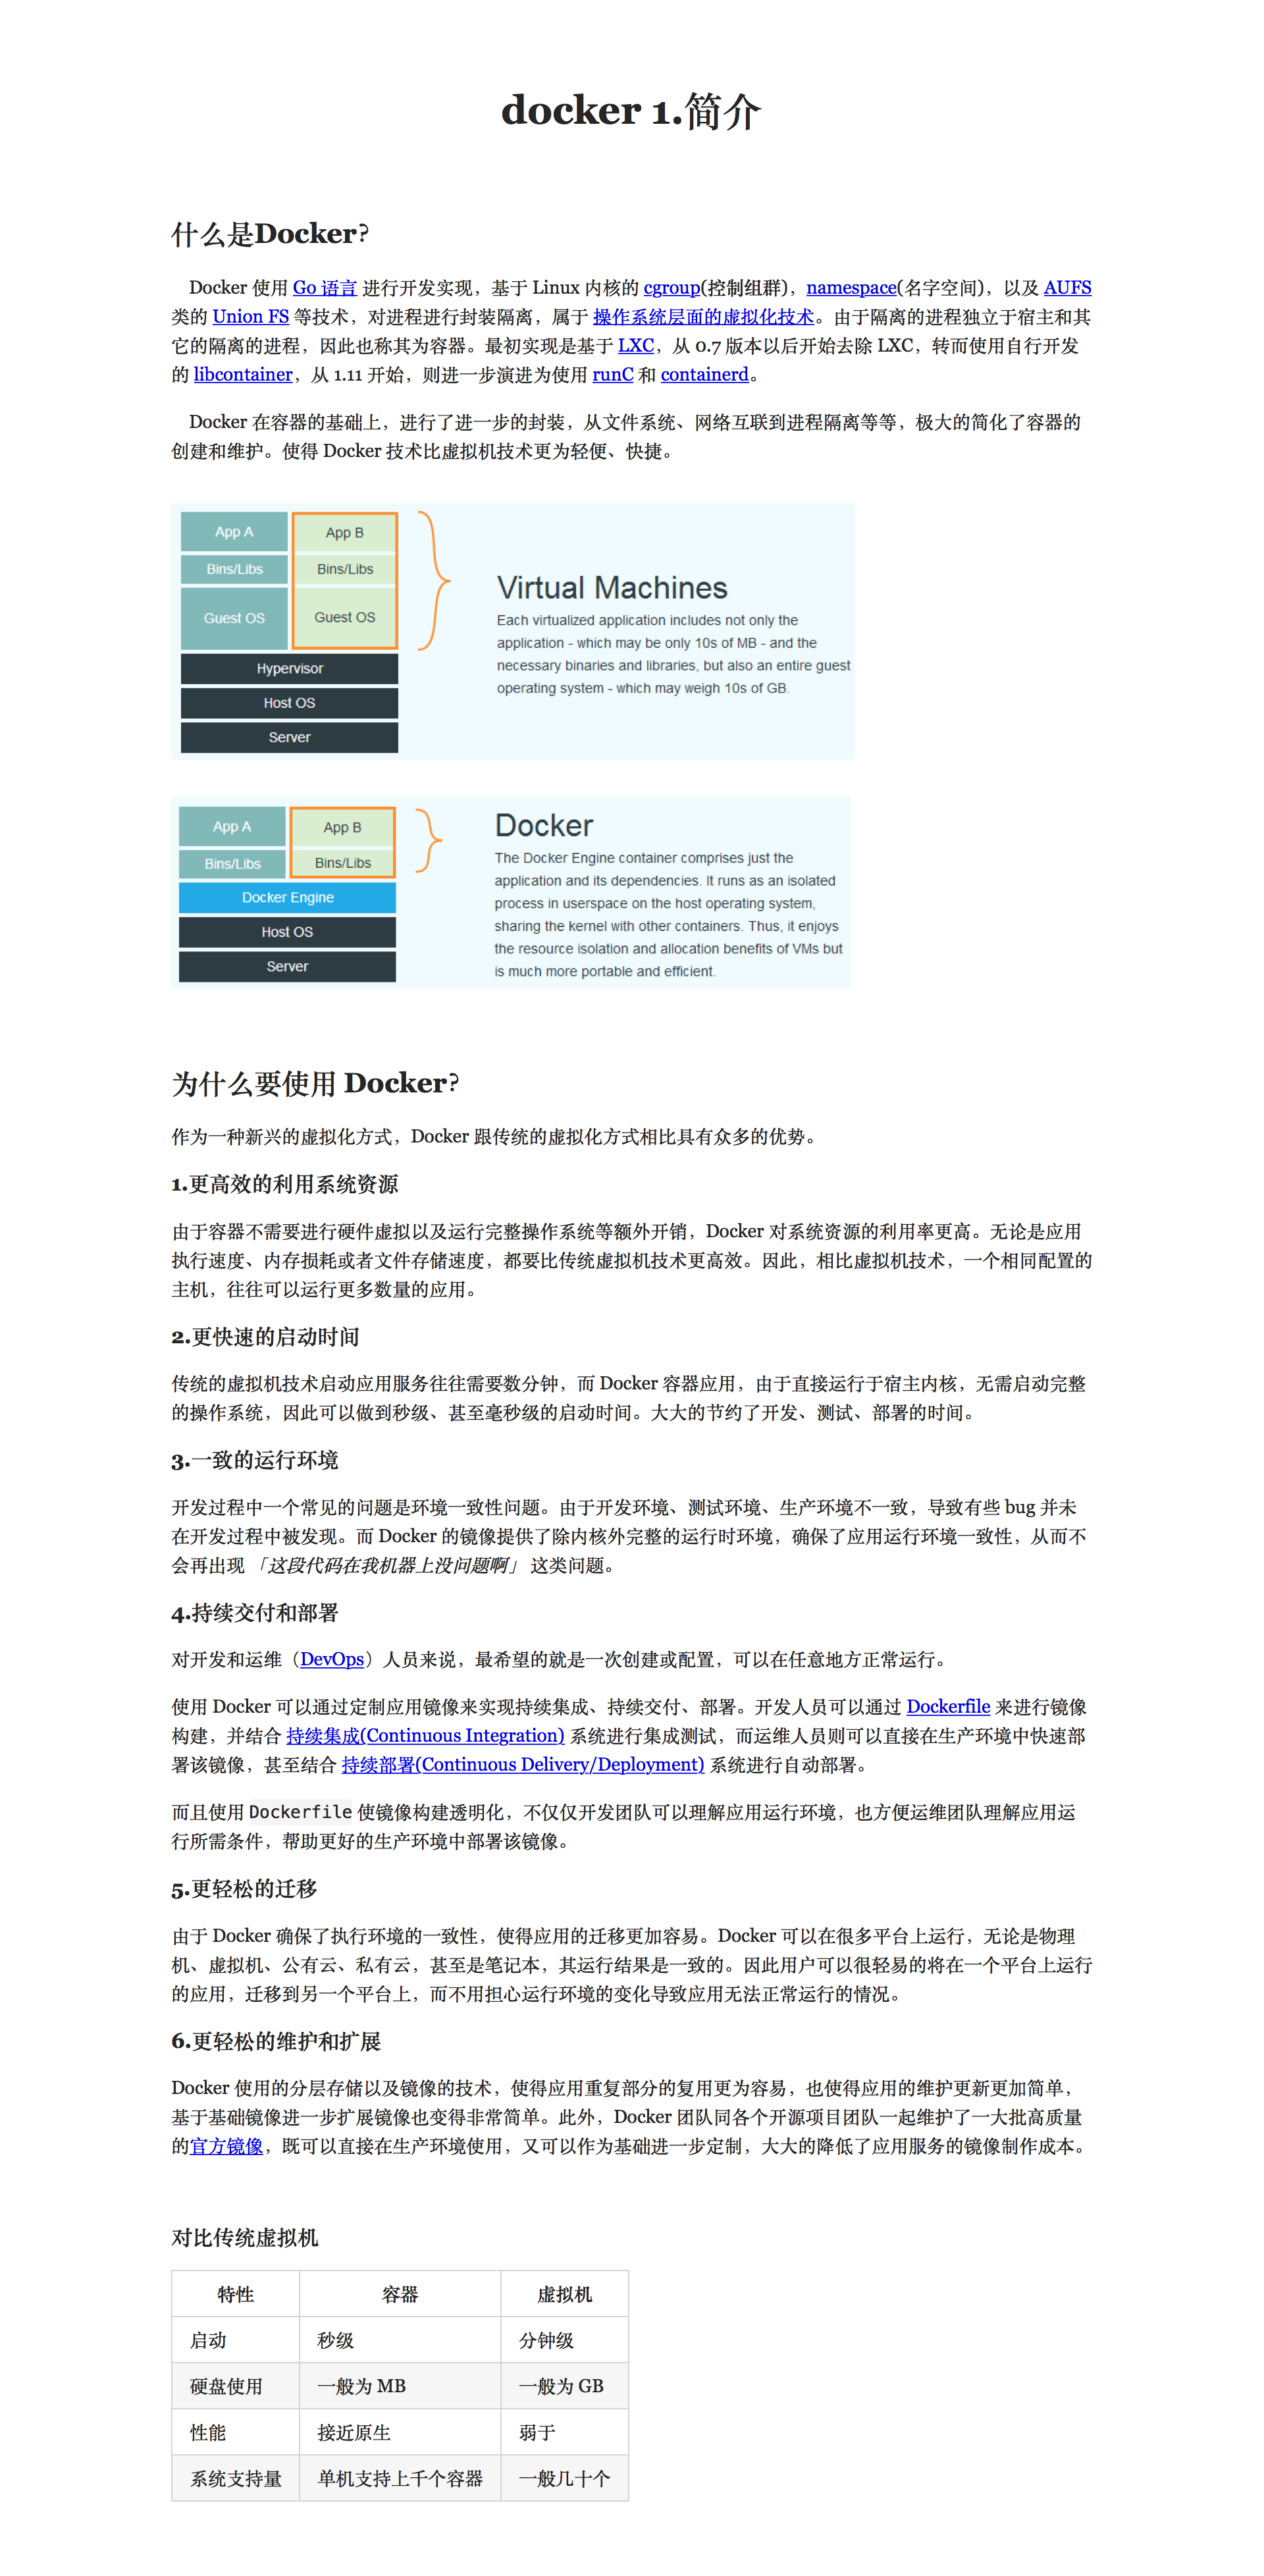 docker 1.简介
什么是Docker?
Docker 使用 Go 语言 进行开发实现，基于 Linux 内核的 cgroup(控制组群)，namespace(名字空间)，以及 AUFS
类的 Union FS 等技术，对进程进行封装隔离，属于 操作系统层面的虚拟化技术。由于隔离的进程独立于宿主和其
它的隔离的进程，因此也称其为容器。最初实现是基于 LXC，从 0.7 版本以后开始去除 LXC，转而使用自行开发
的 libcontainer，从 1.11 开始，则进一步演进为使用 runC 和 containerd。
Docker 在容器的基础上，进行了进一步的封装，从文件系统、网络互联到进程隔离等等，极大的简化了容器的
创建和维护。使得 Docker 技术比虚拟机技术更为轻便、快捷。
App A
App B
Bins/Libs
Bins/Libs
Guest OS
Guest OS
Hypervisor
Host OS
Server
Virtual Machines
Each virtualized application includes not only the
application - which may be only 10s of MB - and the
necessary binaries and libraries, but also an entire guest
operating system - which may weigh 10s of GB.
App A
App B
Bins/Libs
Bins/Libs
Docker Engine
Host OS
Server
Docker
The Docker Engine container comprises just the
application and its dependencies. It runs as an isolated
process in userspace on the host operating system,
sharing the kernel with other containers. Thus, it enjoys
the resource isolation and allocation benefits of VMs but
is much more portable and efficient.
为什么要使用 Docker?
作为一种新兴的虚拟化方式，Docker 跟传统的虚拟化方式相比具有众多的优势。
1.更高效的利用系统资源
由于容器不需要进行硬件虚拟以及运行完整操作系统等额外开销，Docker 对系统资源的利用率更高。无论是应用
执行速度、内存损耗或者文件存储速度，都要比传统虚拟机技术更高效。因此，相比虚拟机技术，一个相同配置的
主机，往往可以运行更多数量的应用。
2.更快速的启动时间
传统的虚拟机技术启动应用服务往往需要数分钟，而 Docker 容器应用，由于直接运行于宿主内核，无需启动完整
的操作系统，因此可以做到秒级、甚至毫秒级的启动时间。大大的节约了开发、测试、部署的时间。
3.一致的运行环境
开发过程中一个常见的问题是环境一致性问题。由于开发环境、测试环境、生产环境不一致，导致有些 bug 并未
在开发过程中被发现。而 Docker 的镜像提供了除内核外完整的运行时环境，确保了应用运行环境一致性，从而不
会再出现 「这段代码在我机器上没问题啊」 这类问题。
4.持续交付和部署
对开发和运维（DevOps）人员来说，最希望的就是一次创建或配置，可以在任意地方正常运行。
使用 Docker 可以通过定制应用镜像来实现持续集成、持续交付、部署。开发人员可以通过 Dockerfile 来进行镜像
构建，并结合 持续集成(Continuous Integration) 系统进行集成测试，而运维人员则可以直接在生产环境中快速部
署该镜像，甚至结合 持续部署(Continuous Delivery/Deployment) 系统进行自动部署。
而且使用 Dockerfile 使镜像构建透明化，不仅仅开发团队可以理解应用运行环境，也方便运维团队理解应用运
行所需条件，帮助更好的生产环境中部署该镜像。
5.更轻松的迁移
由于 Docker 确保了执行环境的一致性，使得应用的迁移更加容易。Docker 可以在很多平台上运行，无论是物理
机、虚拟机、公有云、私有云，甚至是笔记本，其运行结果是一致的。因此用户可以很轻易的将在一个平台上运行
的应用，迁移到另一个平台上，而不用担心运行环境的变化导致应用无法正常运行的情况。
6.更轻松的维护和扩展
Docker 使用的分层存储以及镜像的技术，使得应用重复部分的复用更为容易，也使得应用的维护更新更加简单，
基于基础镜像进一步扩展镜像也变得非常简单。此外，Docker 团队同各个开源项目团队一起维护了一大批高质量
的官方镜像，既可以直接在生产环境使用，又可以作为基础进一步定制，大大的降低了应用服务的镜像制作成本。
对比传统虚拟机
特性 容器 虚拟机
启动 秒级 分钟级
硬盘使用 一般为 MB 一般为 GB
性能 接近原生 弱于
系统支持量 单机支持上千个容器 一般几十个